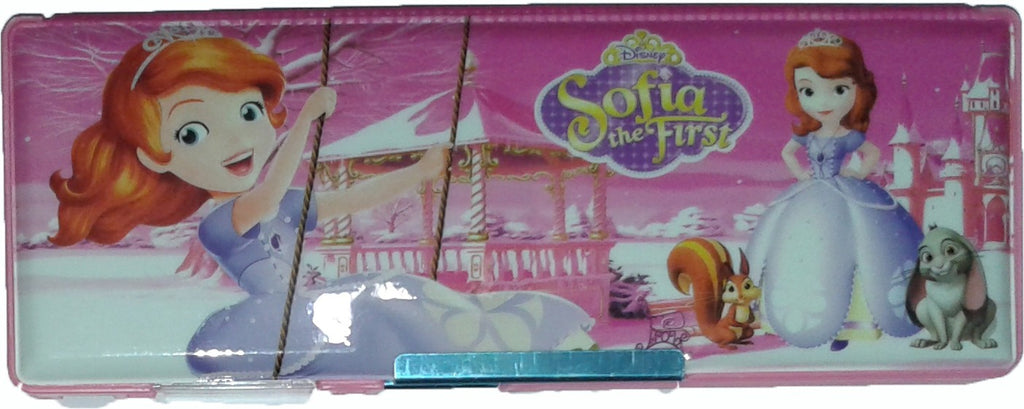 Disney
Sofia
the First